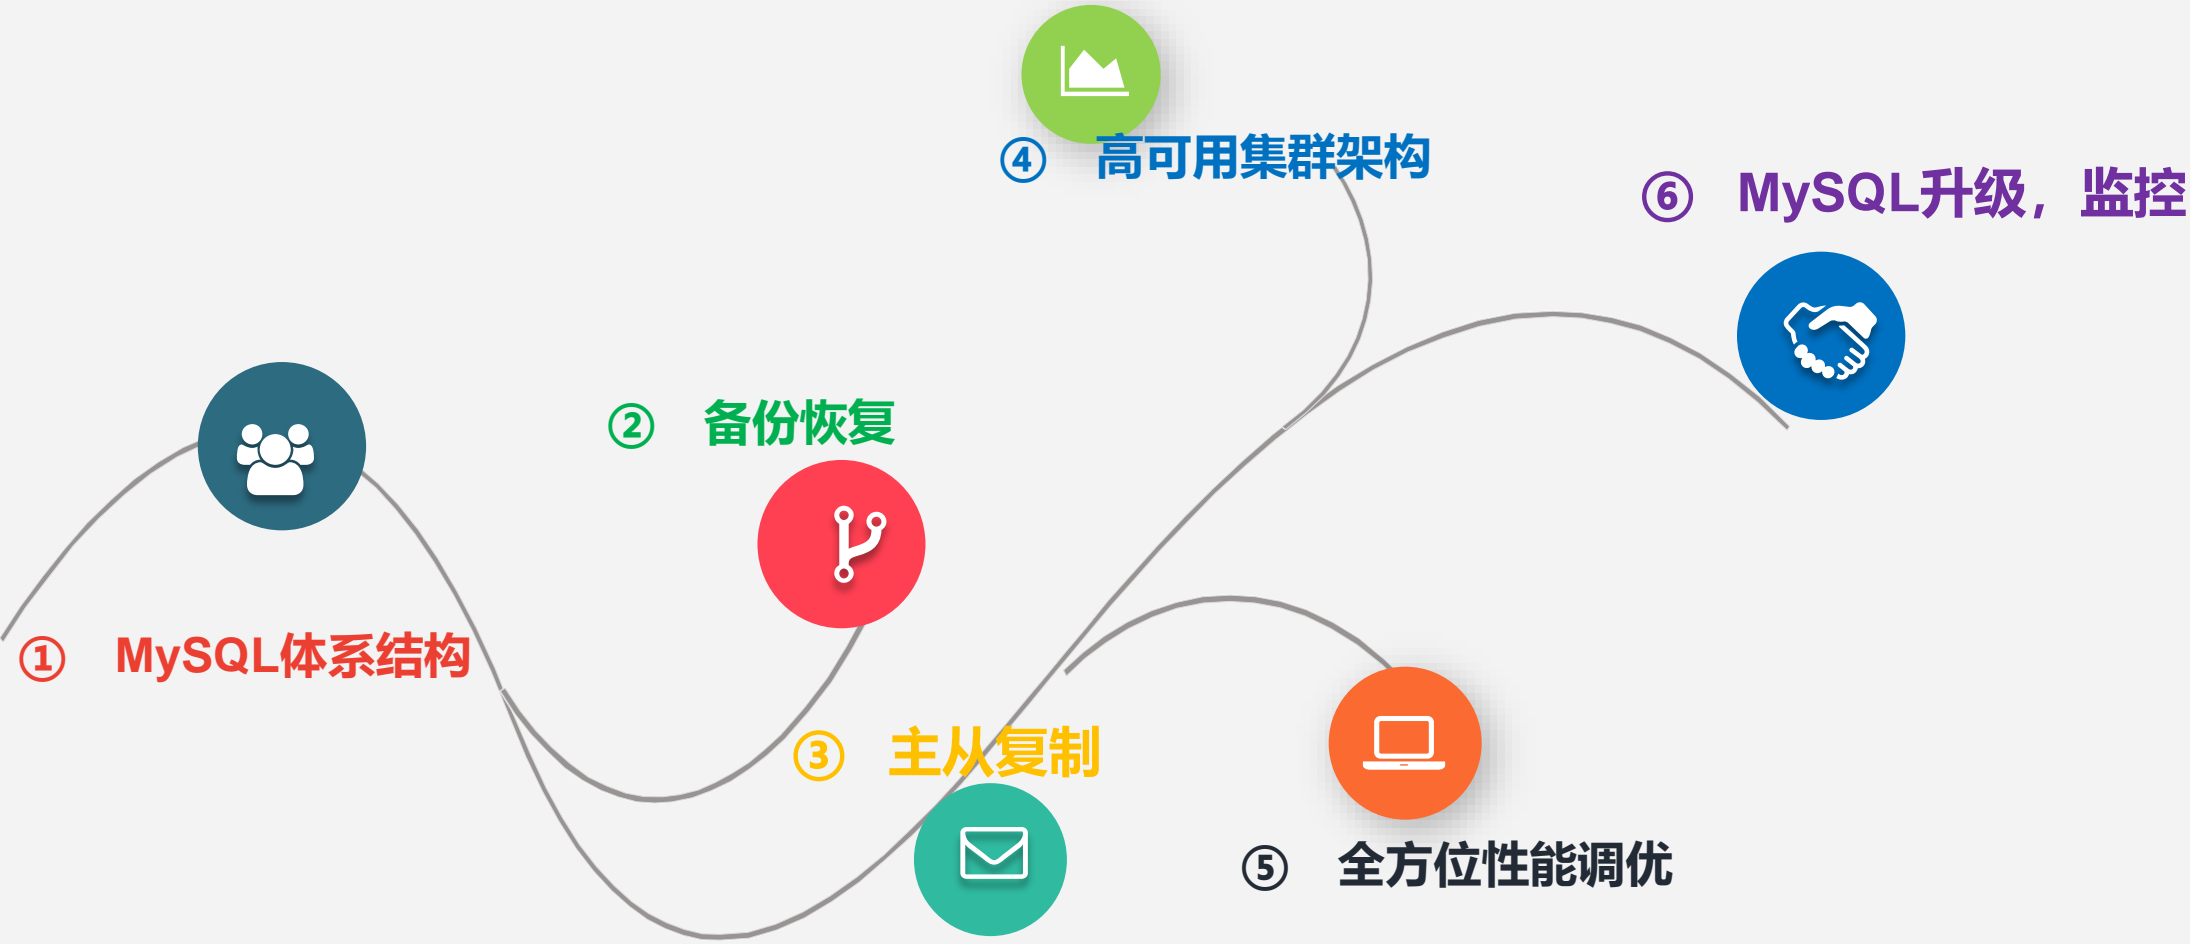 ① MySQL体系结构
② 备份恢复
③ 主从复制
④ 高可用集群架构
⑤ 全方位性能调优
⑥ MySQL升级，监控